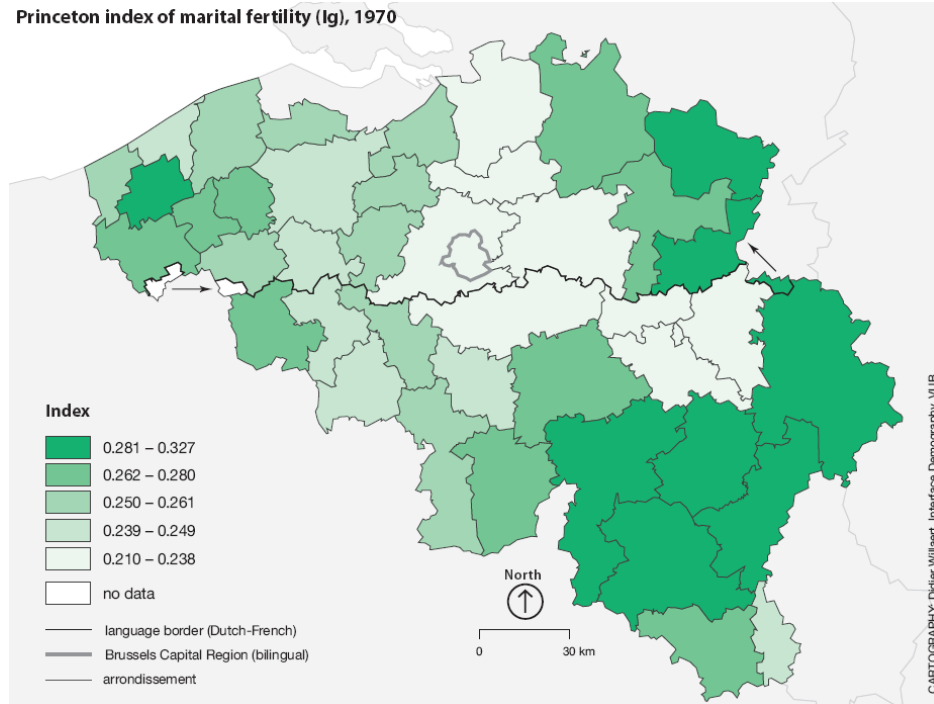 Princeton index of marital fertility (Ig), 1970
Index
0.281 – 0.327
0.262 – 0.280
0.250 – 0.261
0.239 – 0.249
0.210 – 0.238
no data
language border (Dutch-French)
Brussels Capital Region (bilingual)
arrondissement
North
0 30 km
CARTOGRAPHY: Didier Willaert, Interface Demography, VUB